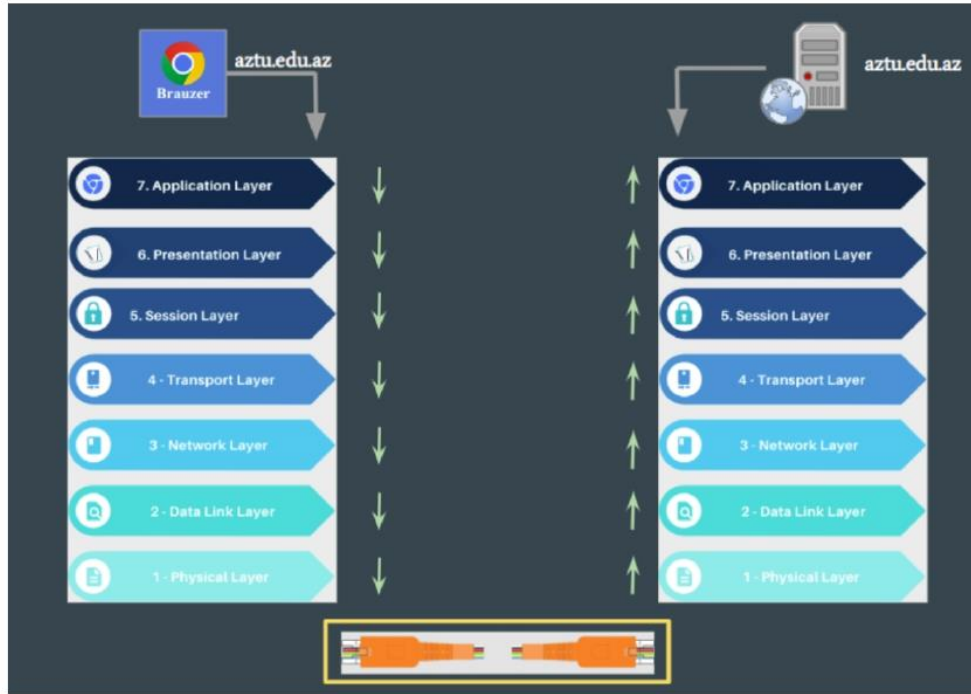 Brauzer
aztu.edu.az
aztu.edu.az
7. Application Layer
6. Presentation Layer
5. Session Layer
4 - Transport Layer
3 - Network Layer
2 - Data Link Layer
1 - Physical Layer
7. Application Layer
6. Presentation Layer
5. Session Layer
4 - Transport Layer
3 - Network Layer
2 - Data Link Layer
1 - Physical Layer